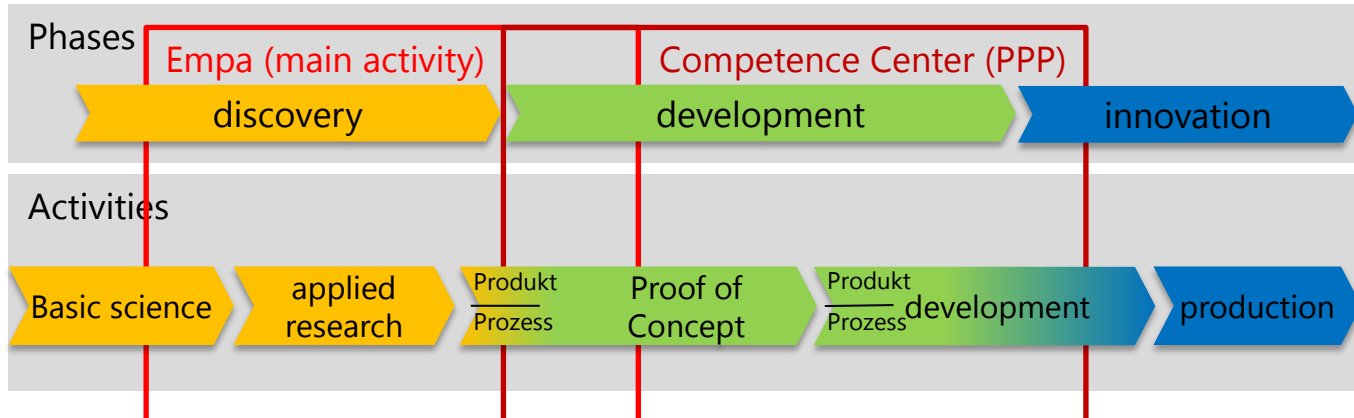 Phases
Empa (main activity)
Competence Center (PPP)
discovery
development
innovation
Activities
Basic science
applied
research
Produkt
Prozess
Proof of
Concept
Produkt
Prozess
development
production